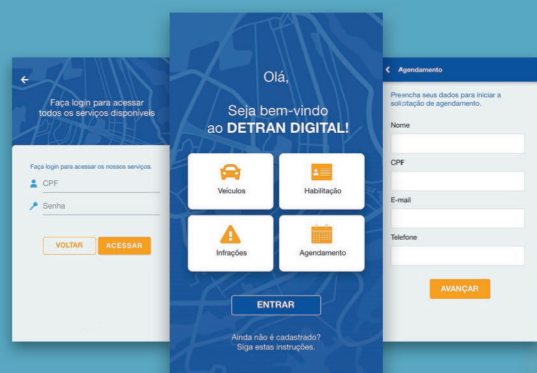 Faça login para acessar
todos os serviços disponíveis
Faça login para acessar os nossos serviços.
CPF
Senha
VOLTAR
ACESSAR
Olá,
Seja bem-vindo
ao DETRAN DIGITAL!
Veículos
Habilitação
Infrações
Agendamento
ENTRAR
Ainda não é cadastrado?
Siga estas instruções.
Agendamento
Preencha seus dados para iniciar a
solicitação de agendamento.
Nome
CPF
E-mail
Telefone
AVANÇAR